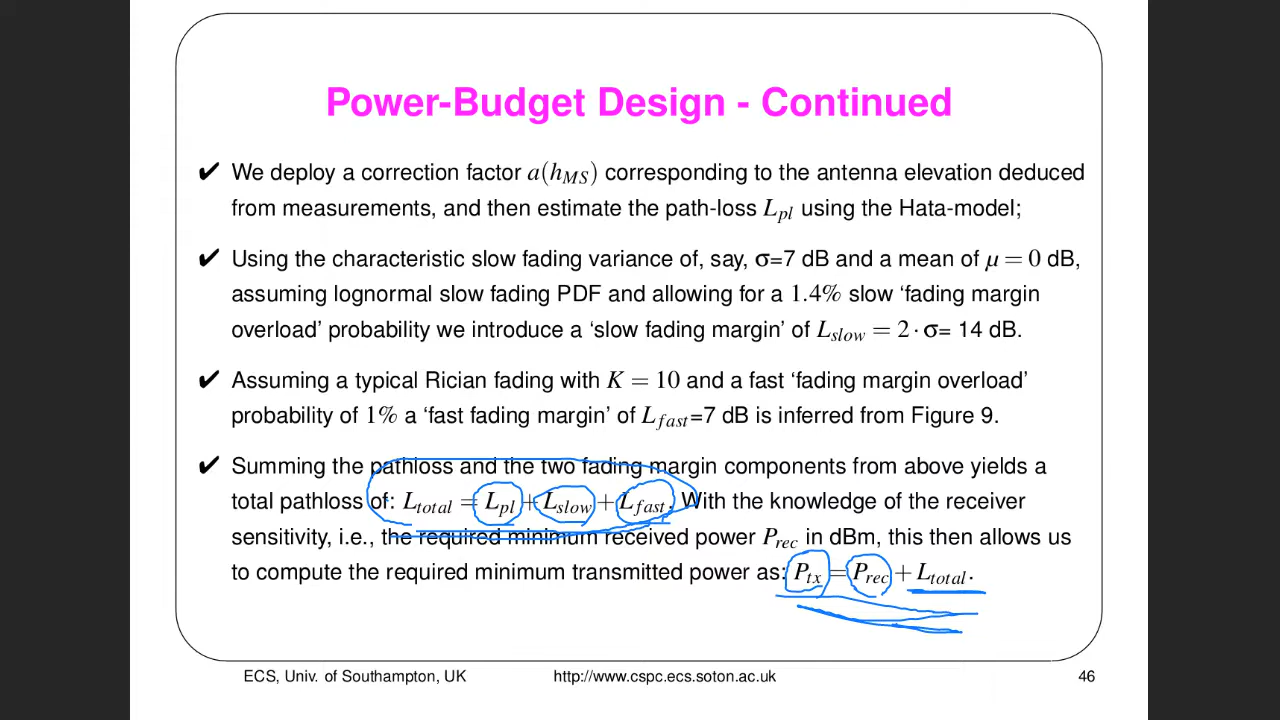 Power-Budget Design - Continued
✔ We deploy a correction factor a(h_MS) corresponding to the antenna elevation deduced
from measurements, and then estimate the path-loss L_pl using the Hata-model;
✔ Using the characteristic slow fading variance of, say, σ=7 dB and a mean of μ = 0 dB,
assuming lognormal slow fading PDF and allowing for a 1.4% slow ‘fading margin
overload’ probability we introduce a ‘slow fading margin’ of L_slow = 2 · σ= 14 dB.
✔ Assuming a typical Rician fading with K = 10 and a fast ‘fading margin overload’
probability of 1% a ‘fast fading margin’ of L_fast=7 dB is inferred from Figure 9.
✔ Summing the pathloss and the two fading margin components from above yields a
total pathloss of: L_total = L_pl + L_slow + L_fast. With the knowledge of the receiver
sensitivity, i.e., the required minimum received power P_rec in dBm, this then allows us
to compute the required minimum transmitted power as: P_tx = P_rec + L_total.
ECS, Univ. of Southampton, UK http://www.cspc.ecs.soton.ac.uk 46